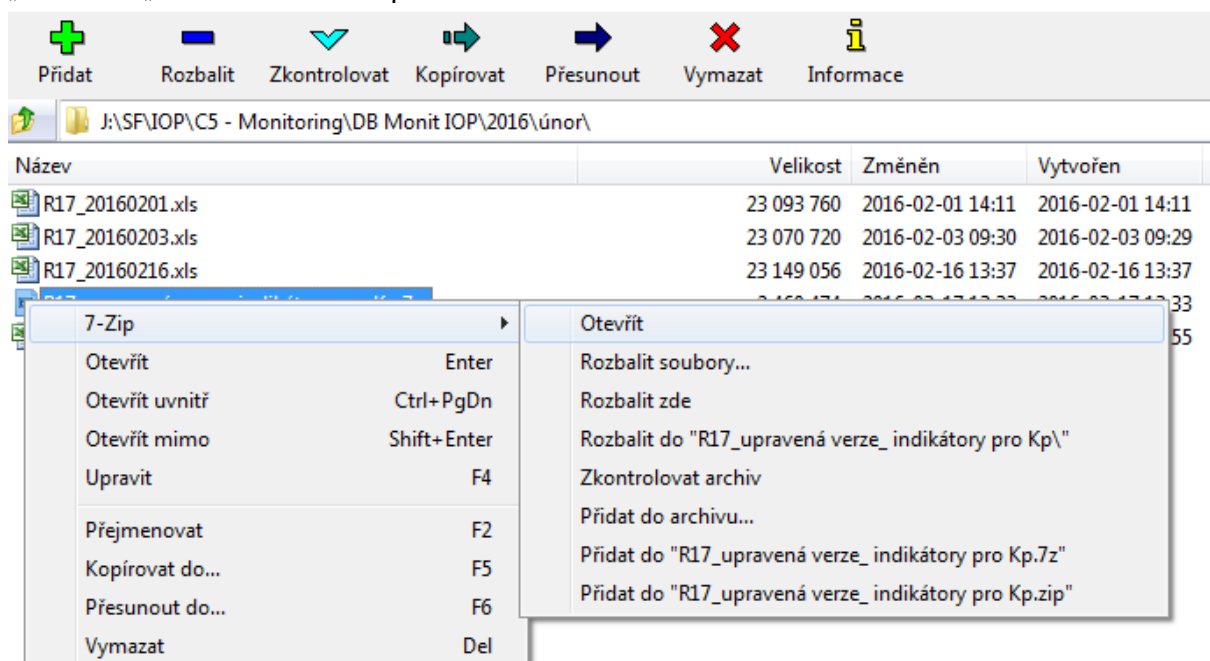 Přidat Rozbalit Zkontrolovat Kopírovat Přesunout Vymazat Informace
J:\SF\IOP\C5 - Monitoring\DB Monit IOP\2016\únor\
Název Velikost Změněn Vytvořen
R17_20160201.xls 23 093 760 2016-02-01 14:11 2016-02-01 14:11
R17_20160203.xls 23 070 720 2016-02-03 09:30 2016-02-03 09:29
R17_20160216.xls 23 149 056 2016-02-16 13:37 2016-02-16 13:37
33
55
7-Zip
Otevřít Enter
Otevřít uvnitř Ctrl+PgDn
Otevřít mimo Shift+Enter
Upravit F4
Přejmenovat F2
Kopírovat do... F5
Přesunout do... F6
Vymazat Del
Otevřít
Rozbalit soubory...
Rozbalit zde
Rozbalit do "R17_upravená verze_ indikátory pro Kp\"
Zkontrolovat archiv
Přidat do archivu...
Přidat do "R17_upravená verze_ indikátory pro Kp.7z"
Přidat do "R17_upravená verze_ indikátory pro Kp.zip"